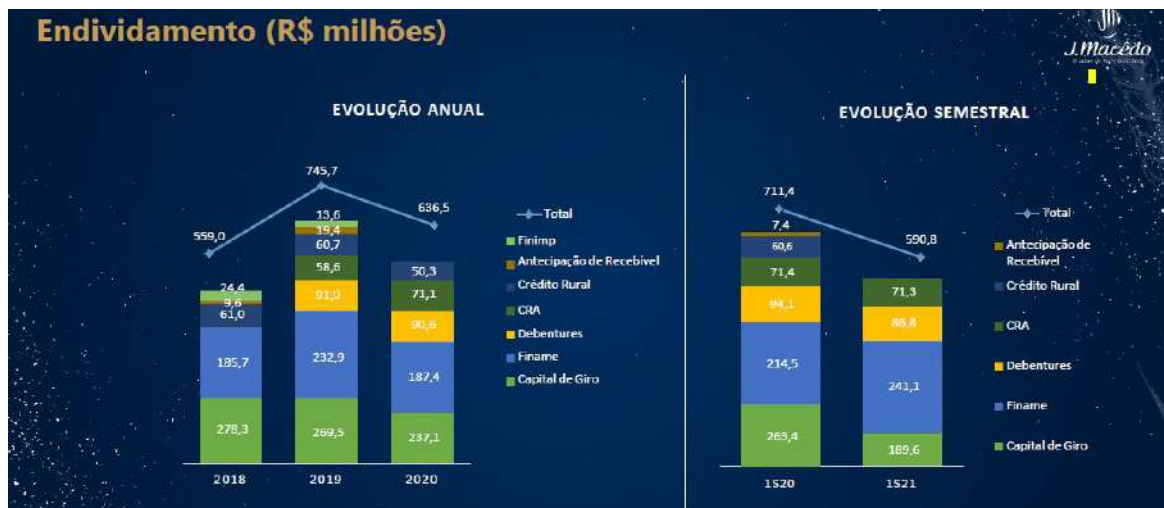 Endividamento (R$ milhões)
J.Macêdo
EVOLUÇÃO ANUAL
559,0
745,7
636,5
24,4
9,6
61,0
185,7
278,3
13,6
19,4
60,7
58,6
91,0
232,9
269,5
50,3
71,1
90,6
187,4
237,1
2018
2019
2020
Total
Finimp
Antecipação de Recebível
Crédito Rural
CRA
Debentures
Finame
Capital de Giro
EVOLUÇÃO SEMESTRAL
711,4
590,8
7,4
60,6
71,4
94,1
214,5
263,4
71,3
88,8
241,1
189,6
1S20
1S21
Total
Antecipação de
Recebível
Crédito Rural
CRA
Debentures
Finame
Capital de Giro